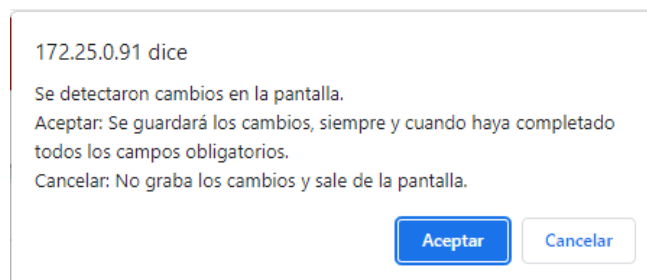 172.25.0.91 dice
Se detectaron cambios en la pantalla.
Aceptar: Se guardará los cambios, siempre y cuando haya completado
todos los campos obligatorios.
Cancelar: No graba los cambios y sale de la pantalla.
Aceptar Cancelar